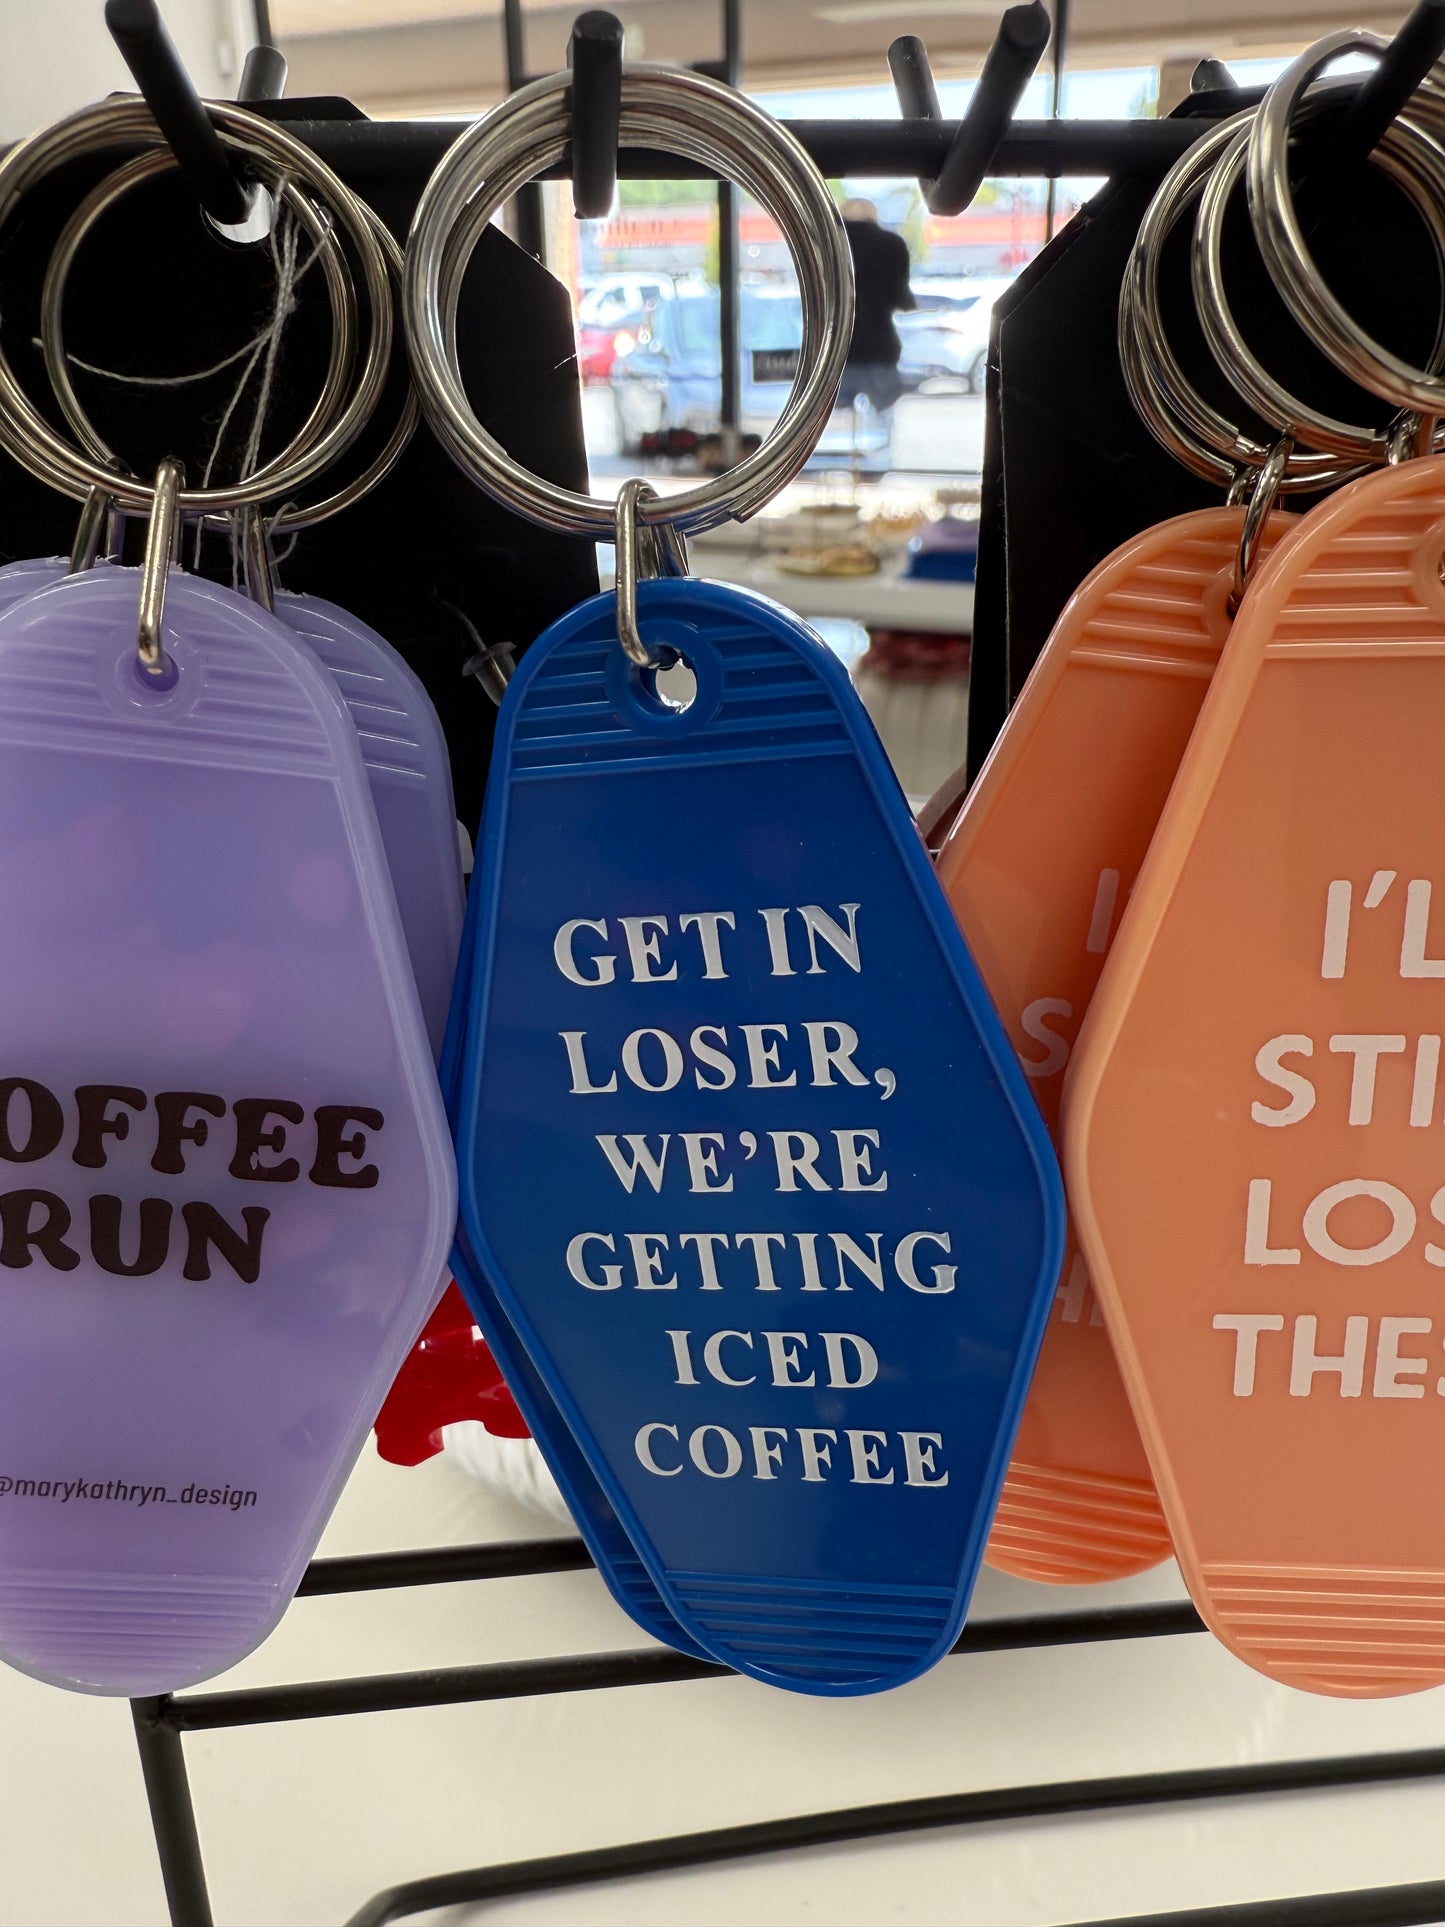 OFFEE
RUN
@marykathryn_design
GET IN
LOSER,
WE'RE
GETTING
ICED
COFFEE
I'L
STI
LOS
THES